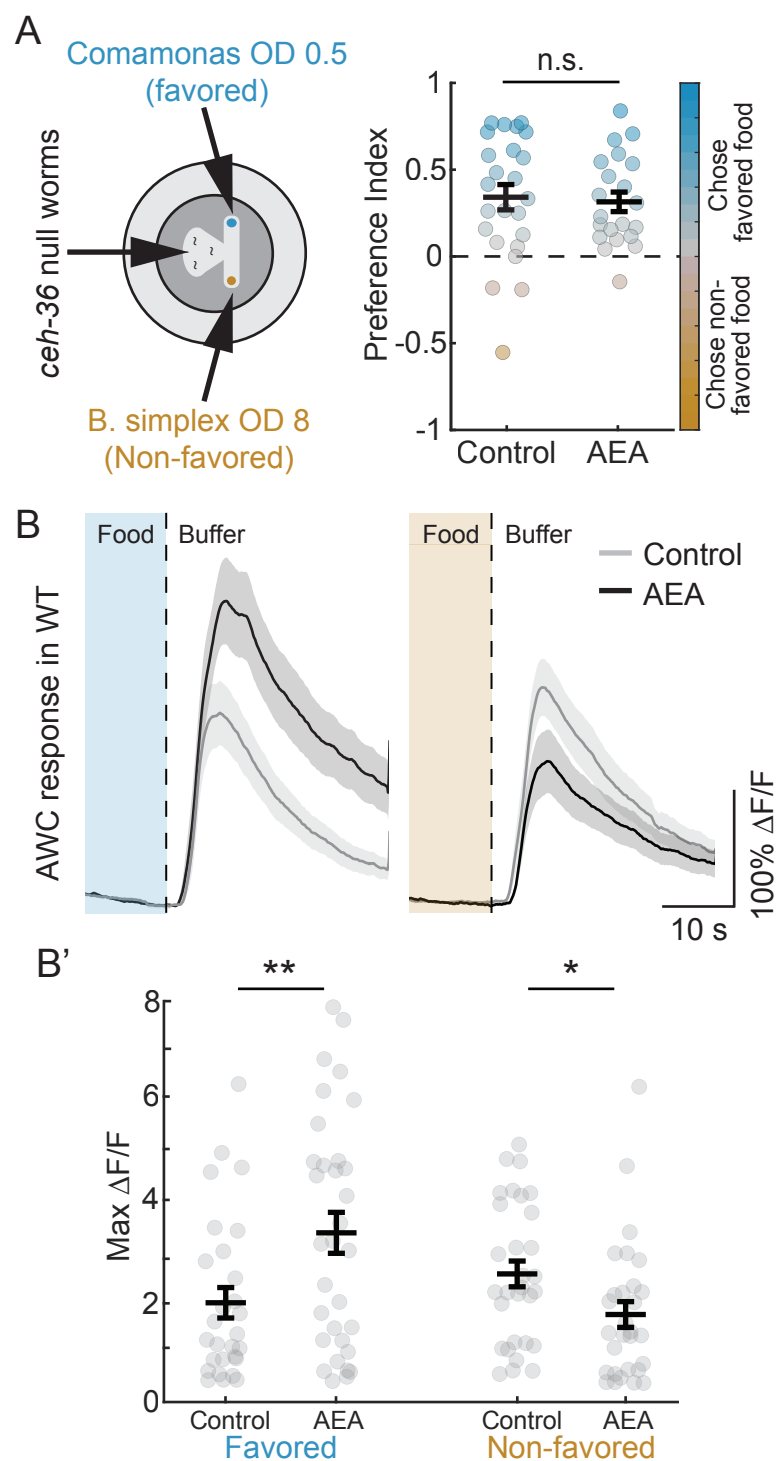 A
Comamonas OD 0.5
(favored)
ceh-36 null worms
B. simplex OD 8
(Non-favored)
n.s.
Preference Index
1
0.5
0
-0.5
-1
Control
AEA
Chose
favored food
Chose non-
favored food
B
AWC response in WT
Food
Buffer
Food
Buffer
Control
AEA
100% ΔF/F
10 s
B'
**
*
Max ΔF/F
8
6
4
2
0
Control
AEA
Control
AEA
Favored
Non-favored